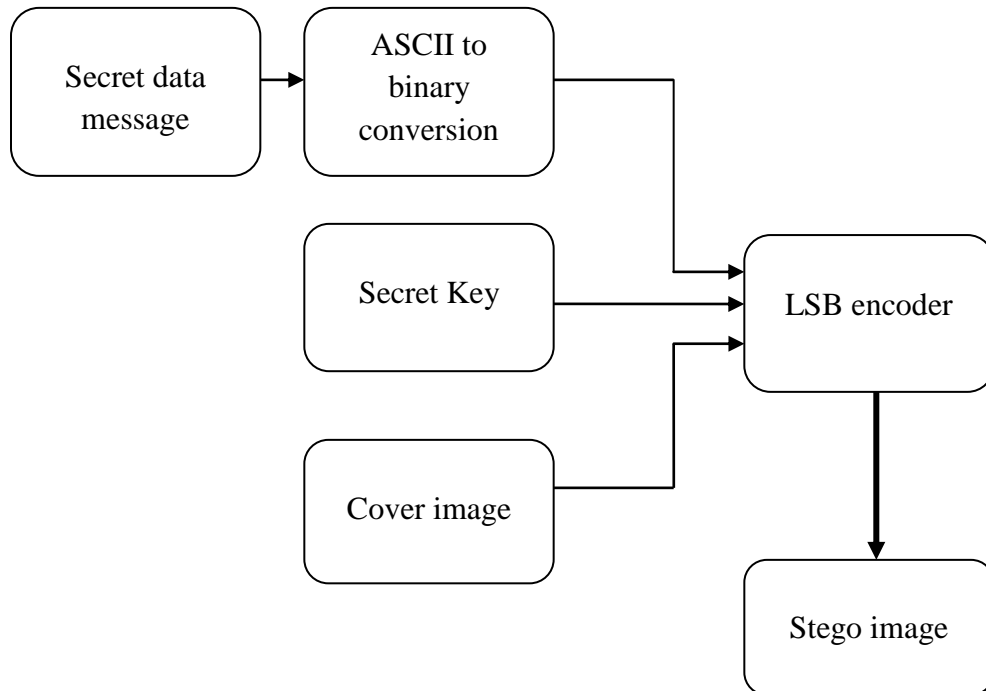 Secret data
message
ASCII to
binary
conversion
Secret Key
LSB encoder
Cover image
Stego image